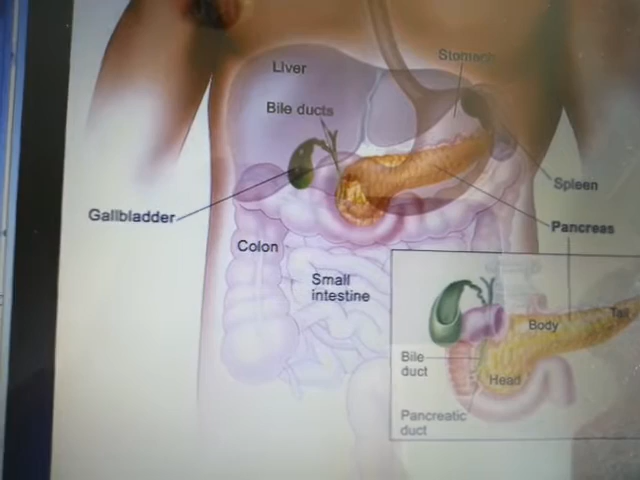 Stomach
Liver
Bile ducts
Spleen
Gallbladder
Pancreas
Colon
Small
intestine
Tail
Body
Bile
duct
Head
Pancreatic
duct